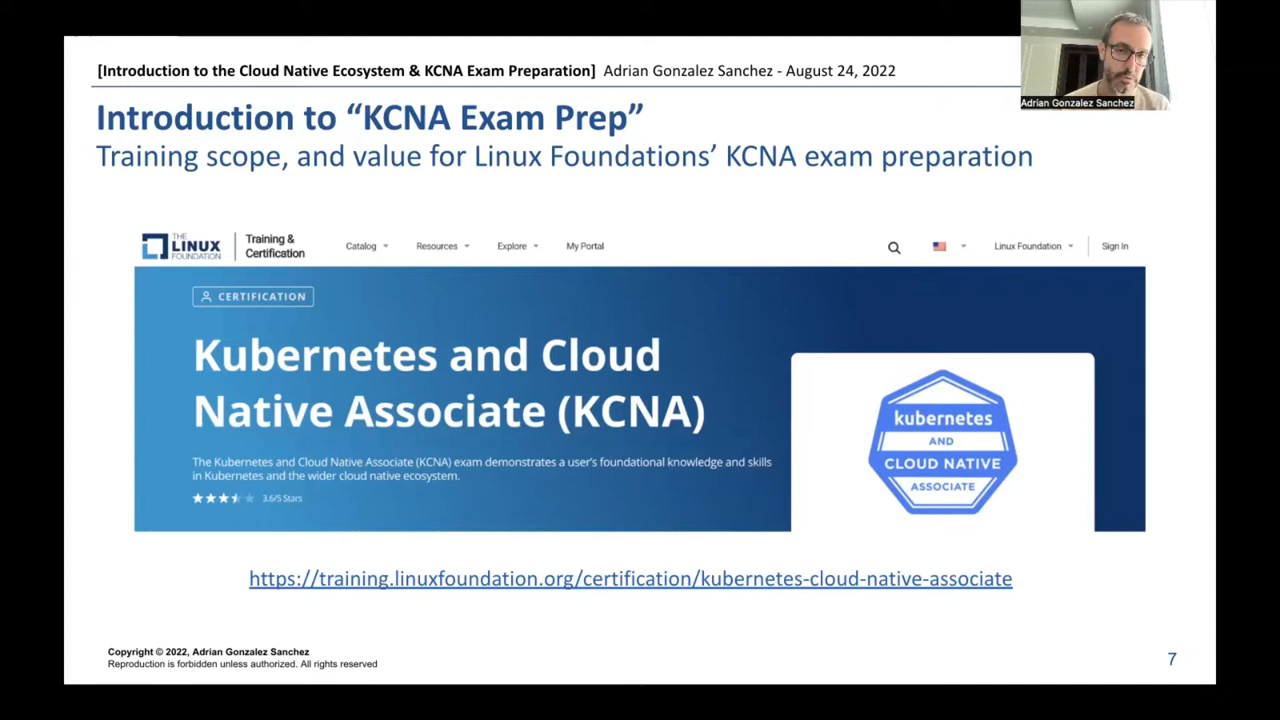 [Introduction to the Cloud Native Ecosystem & KCNA Exam Preparation] Adrian Gonzalez Sanchez - August 24, 2022
Adrian Gonzalez Sanchez
Introduction to “KCNA Exam Prep”
Training scope, and value for Linux Foundations’ KCNA exam preparation
THE
LINUX
FOUNDATION
Training &
Certification
Catalog
Resources
Explore
My Portal
Linux Foundation
Sign In
CERTIFICATION
Kubernetes and Cloud
Native Associate (KCNA)
The Kubernetes and Cloud Native Associate (KCNA) exam demonstrates a user's foundational knowledge and skills
in Kubernetes and the wider cloud native ecosystem.
3.6/5 Stars
kubernetes
AND
CLOUD NATIVE
ASSOCIATE
https://training.linuxfoundation.org/certification/kubernetes-cloud-native-associate
Copyright © 2022, Adrian Gonzalez Sanchez
Reproduction is forbidden unless authorized. All rights reserved
7